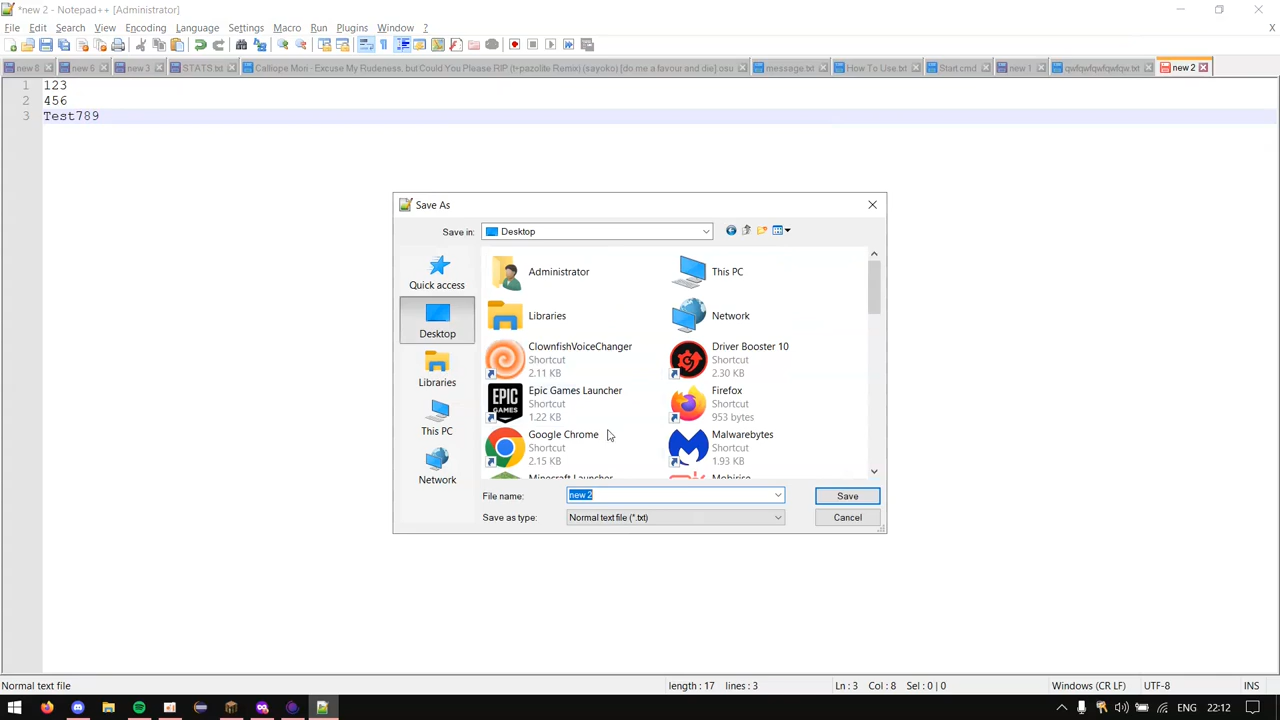 *new 2 - Notepad++ [Administrator]
File Edit Search View Encoding Language Settings Macro Run Plugins Window ? X
new 8 new 6 new 3 STATS.txt Calliope Mori - Excuse My Rudeness, but Could You Please RIP (t+pazolite Remix) (sayoko) [do me a favour and die].osu message.txt How To Use.txt Start.cmd new 1 qwfqwfqwfqwfqw.txt new 2
1 123
2 456
3 Test789
Save As
Save in: Desktop
Quick access
Desktop
Libraries
This PC
Network
Administrator
This PC
Libraries
Network
ClownfishVoiceChanger
Shortcut
2.11 KB
Driver Booster 10
Shortcut
2.30 KB
Epic Games Launcher
Shortcut
1.22 KB
Firefox
Shortcut
953 bytes
Google Chrome
Shortcut
2.15 KB
Malwarebytes
Shortcut
1.93 KB
Minecraft Launcher
Mobirise
EPIC
GAMES
File name: new 2 Save
Save as type: Normal text file (*.txt) Cancel
Normal text file length : 17 lines : 3 Ln : 3 Col : 8 Sel : 0 | 0 Windows (CR LF) UTF-8 INS
ENG 22:12